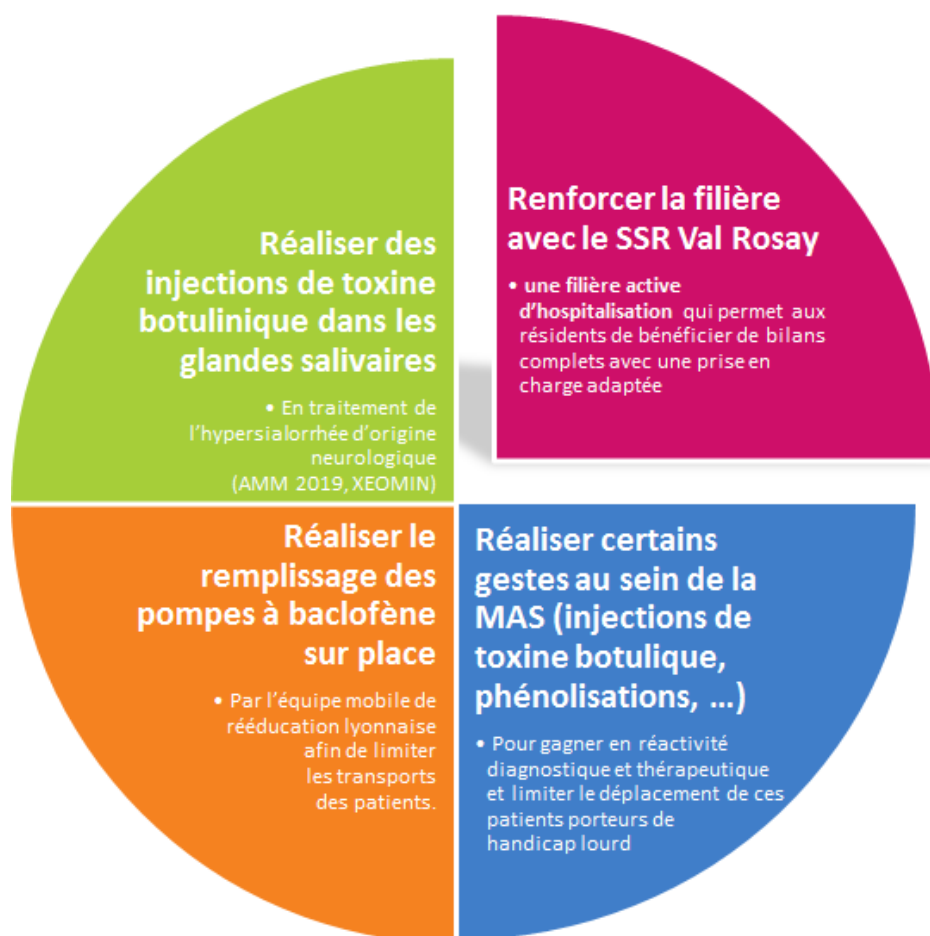 Réaliser des
injections de toxine
botulinique dans les
glandes salivaires
• En traitement de
l'hypersialorrhée d'origine
neurologique
(AMM 2019, XEOMIN)
Renforcer la filière
avec le SSR Val Rosay
• une filière active
d'hospitalisation qui permet aux
résidents de bénéficier de bilans
complets avec une prise en
charge adaptée
Réaliser le
remplissage des
pompes à baclofène
sur place
• Par l'équipe mobile de
rééducation lyonnaise
afin de limiter
les transports
des patients.
Réaliser certains
gestes au sein de la
MAS (injections de
toxine botulique,
phénolisations, ...)
• Pour gagner en réactivité
diagnostique et thérapeutique
et limiter le déplacement de ces
patients porteurs de
handicap lourd